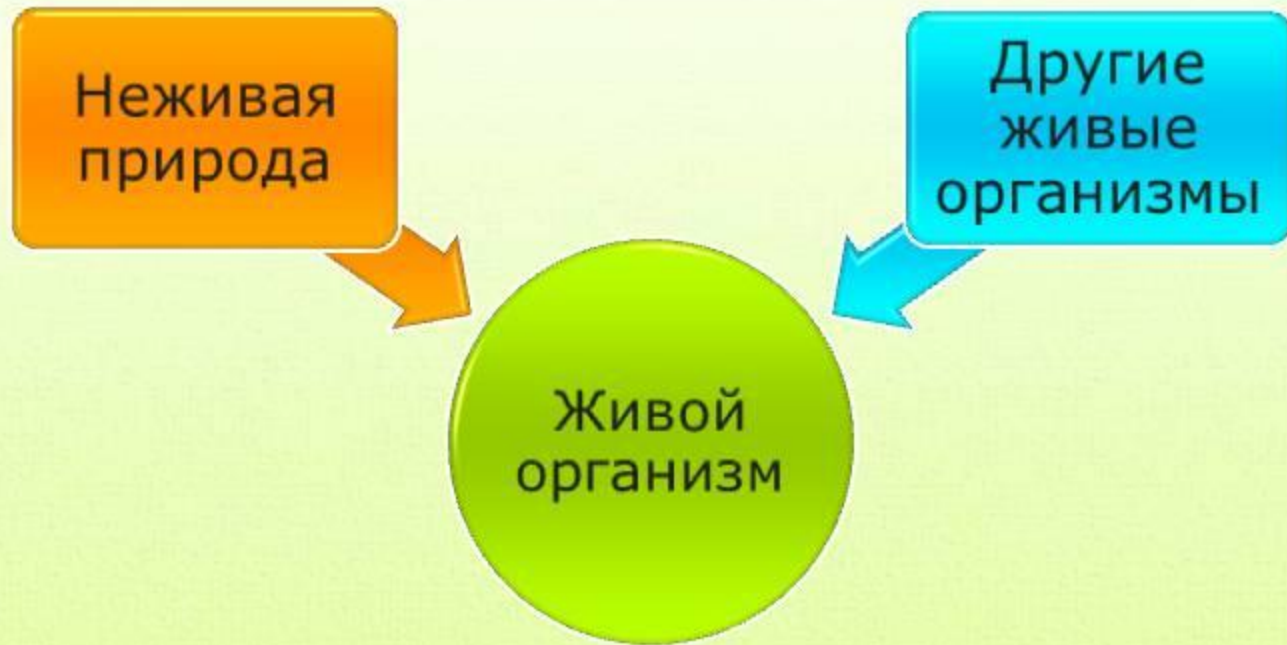 Неживая
природа
Другие
живые
организмы
Живой
организм